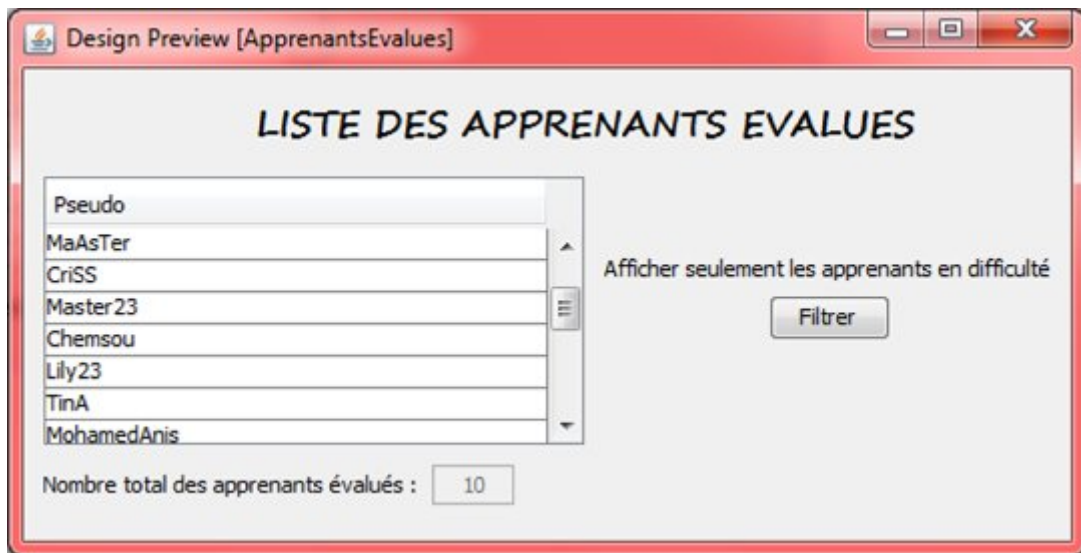 Design Preview [ApprenantsEvalues]
LISTE DES APPRENANTS EVALUES
Pseudo
MaAsTer
CriSS
Master23
Chemsou
Lily23
TinA
MohamedAnis
Afficher seulement les apprenants en difficulté
Filtrer
Nombre total des apprenants évalués : 10